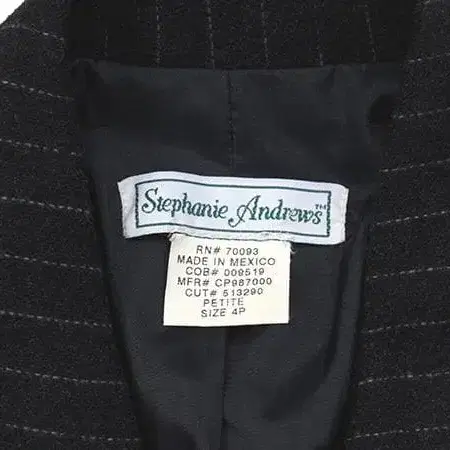 Stephanie Andrews™
RN# 70093
MADE IN MEXICO
COB# 009519
MFR# CP987000
CUT# 513290
PETITE
SIZE 4P